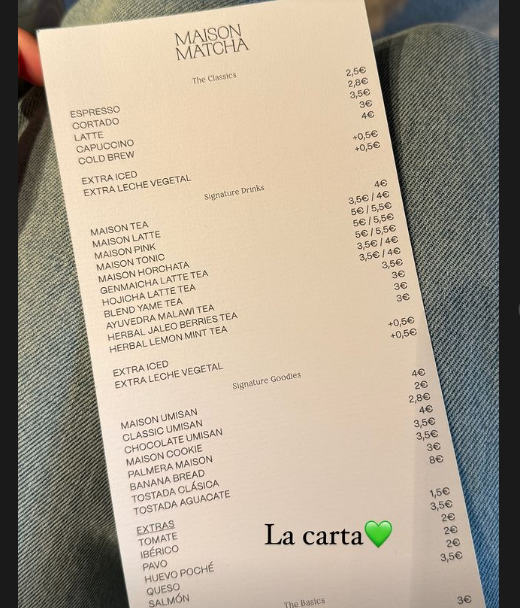 MAISON
MATCHA
The Classics
ESPRESSO 2,5€
CORTADO 2,8€
LATTE 3,5€
CAPUCCINO 3€
COLD BREW 4€
EXTRA ICED +0,5€
EXTRA LECHE VEGETAL +0,5€
Signature Drinks
MAISON TEA 4€
MAISON LATTE 3,5€ / 4€
MAISON PINK 5€ / 5,5€
MAISON TONIC 5€ / 5,5€
MAISON HORCHATA 5€ / 5,5€
GENMAICHA LATTE TEA 3,5€ / 4€
HOJICHA LATTE TEA 3,5€ / 4€
BLEND YAME TEA 3,5€
AYUVEDRA MALAWI TEA 3€
HERBAL JALEO BERRIES TEA 3€
HERBAL LEMON MINT TEA 3€
EXTRA ICED +0,5€
EXTRA LECHE VEGETAL +0,5€
Signature Goodies
MAISON UMISAN 4€
CLASSIC UMISAN 2€
CHOCOLATE UMISAN 2,8€
MAISON COOKIE 4€
PALMERA MAISON 3,5€
BANANA BREAD 3,5€
TOSTADA CLÁSICA 3€
TOSTADA AGUACATE 8€
EXTRAS
TOMATE 1,5€
IBÉRICO 3,5€
PAVO 2€
HUEVO POCHÉ 2€
QUESO 2€
SALMÓN 3,5€
La carta💚
The Basics
3€